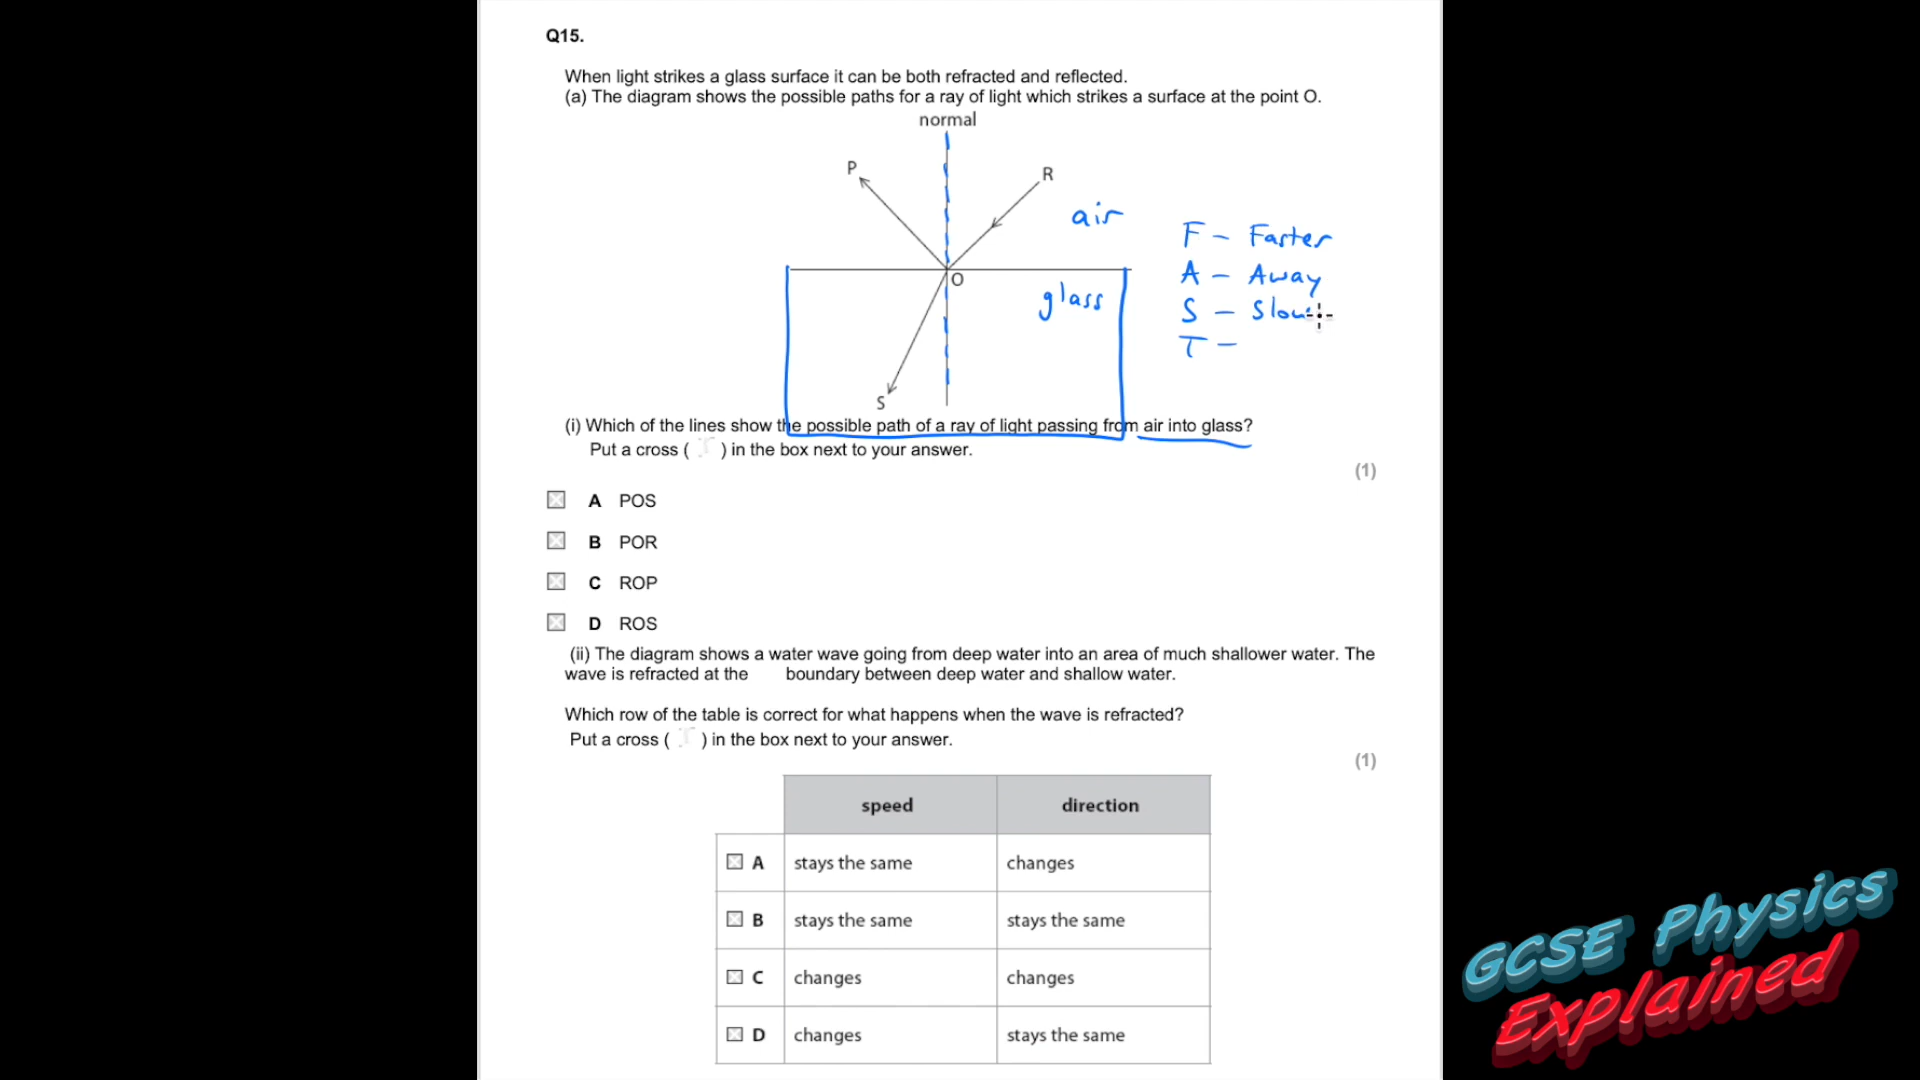 Q15.
When light strikes a glass surface it can be both refracted and reflected.
(a) The diagram shows the possible paths for a ray of light which strikes a surface at the point O.
normal
P
R
air
O
glass
S
F - Faster
A - Away
S -
T -
(i) Which of the lines show the possible path of a ray of light passing from air into glass?
Put a cross ( ) in the box next to your answer.
(1)
A POS
B POR
C ROP
D ROS
(ii) The diagram shows a water wave going from deep water into an area of much shallower water. The
wave is refracted at the boundary between deep water and shallow water.
Which row of the table is correct for what happens when the wave is refracted?
Put a cross ( ) in the box next to your answer.
(1)
speed direction
A stays the same changes
B stays the same stays the same
C changes changes
D changes stays the same
GCSE Physics
Explained